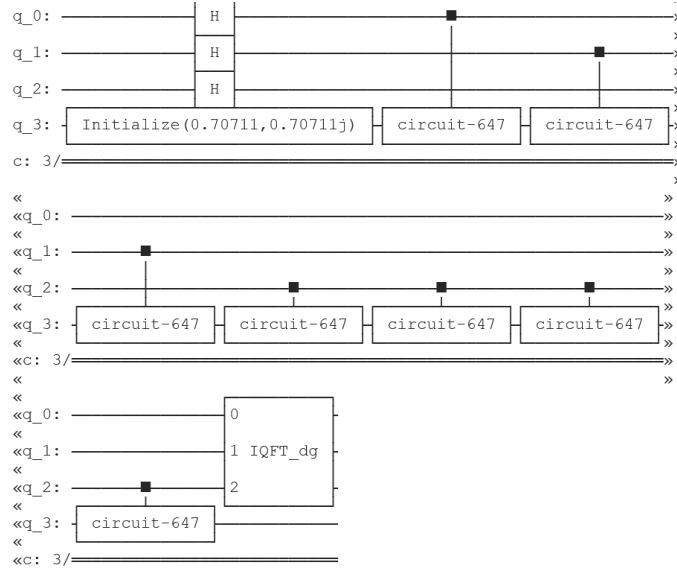 q_0: H »
»
q_1: H »
»
q_2: H »
»
q_3: Initialize(0.70711,0.70711j) circuit-647 circuit-647 »
»
c: 3/ »
»
« »
«q_0: »
« »
«q_1: »
« »
«q_2: »
« »
«q_3: circuit-647 circuit-647 circuit-647 circuit-647 »
« »
«c: 3/ »
« »
«
«q_0: 0
«
«q_1: 1 IQFT_dg
«
«q_2: 2
«
«q_3: circuit-647
«
«c: 3/